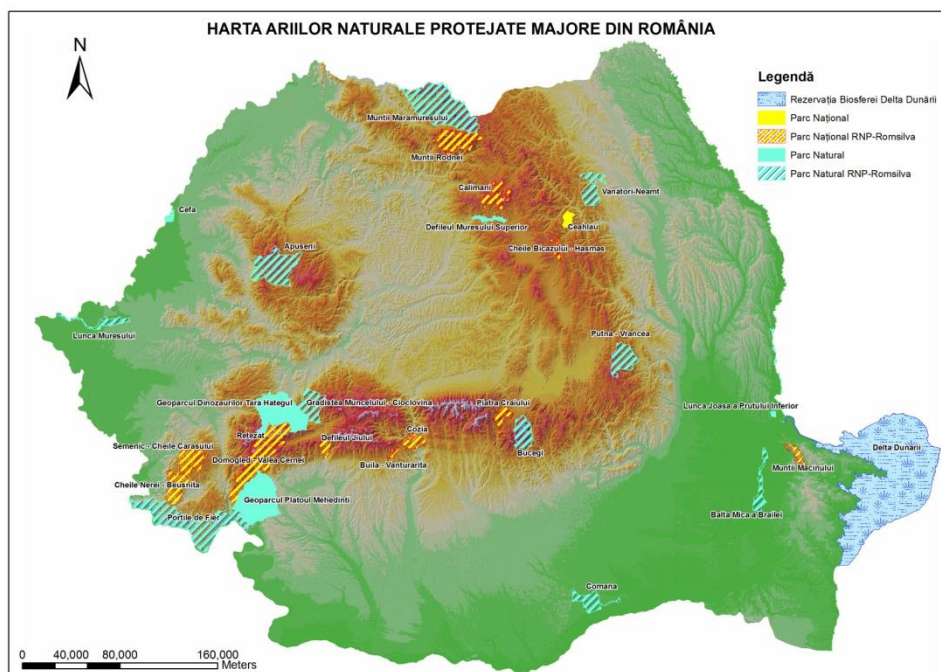 HARTA ARIILOR NATURALE PROTEJATE MAJORE DIN ROMÂNIA
N
Legendă
Rezervația Biosferei Delta Dunării
Parc Național
Parc Național RNP-Romsilva
Parc Natural
Parc Natural RNP-Romsilva
Muntii Maramuresului
Muntii Rodnei
Calimani
Vanatori-Neamt
Cefa
Defileul Muresului Superior
Ceahlau
Apuseni
Cheile Bicazului - Hasmas
Lunca Muresului
Putna - Vrancea
Geoparcul Dinozaurilor Tara Hategului
Gradistea Muncelului - Cioclovina
Piatra Craiului
Lunca Joasa a Prutului Inferior
Retezat
Cozia
Semenic - Cheile Carasului
Defileul Jiului
Bucegi
Delta Dunării
Domogled - Valea Cernei
Buila - Vanturarita
Muntii Macinului
Cheile Nerei - Beusnita
Geoparcul Platoul Mehedinti
Portile de Fier
Balta Mica a Brailei
Comana
0 40,000 80,000 160,000
Meters